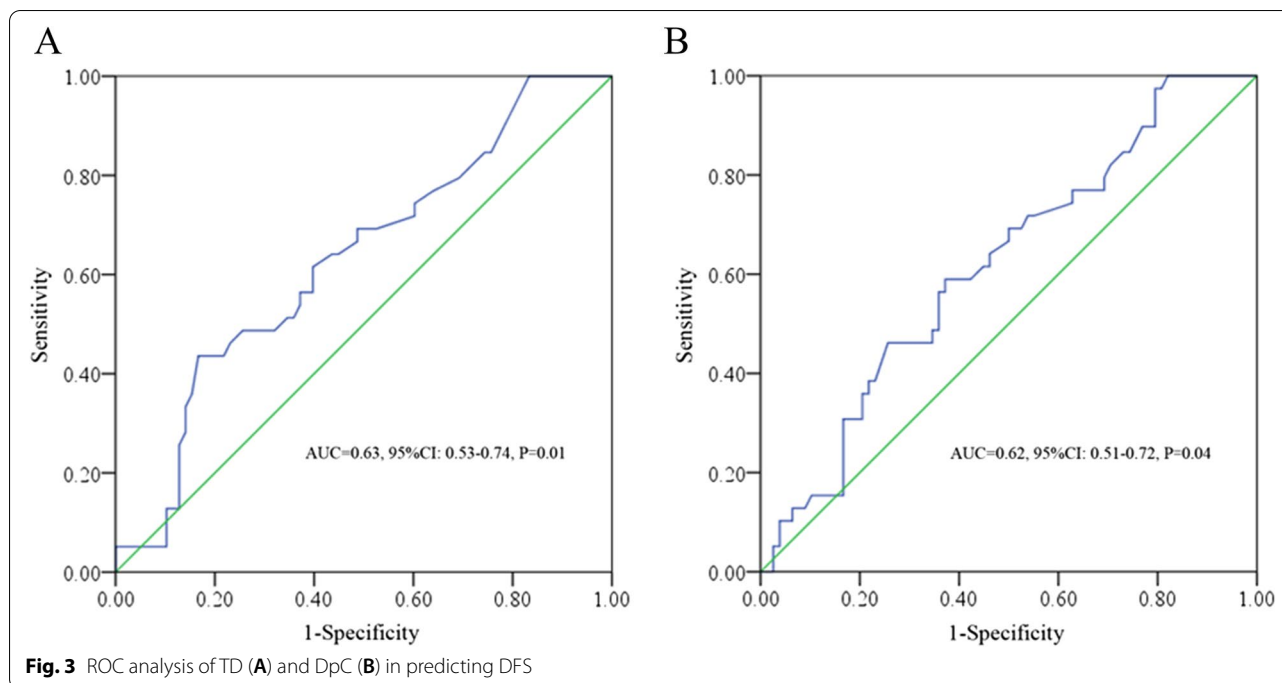 A
1.00
0.80
0.60
0.40
0.20
0.00
Sensitivity
AUC=0.63, 95%CI: 0.53-0.74, P=0.01
0.00 0.20 0.40 0.60 0.80 1.00
1-Specificity
B
1.00
0.80
0.60
0.40
0.20
0.00
Sensitivity
AUC=0.62, 95%CI: 0.51-0.72, P=0.04
0.00 0.20 0.40 0.60 0.80 1.00
1-Specificity
Fig. 3 ROC analysis of TD (A) and DpC (B) in predicting DFS